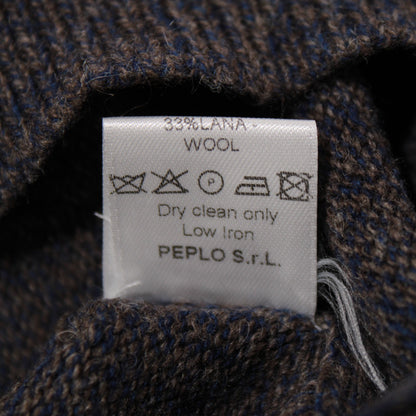 33%LANA -
WOOL
P
Dry clean only
Low Iron
PEPLO S.r.L.